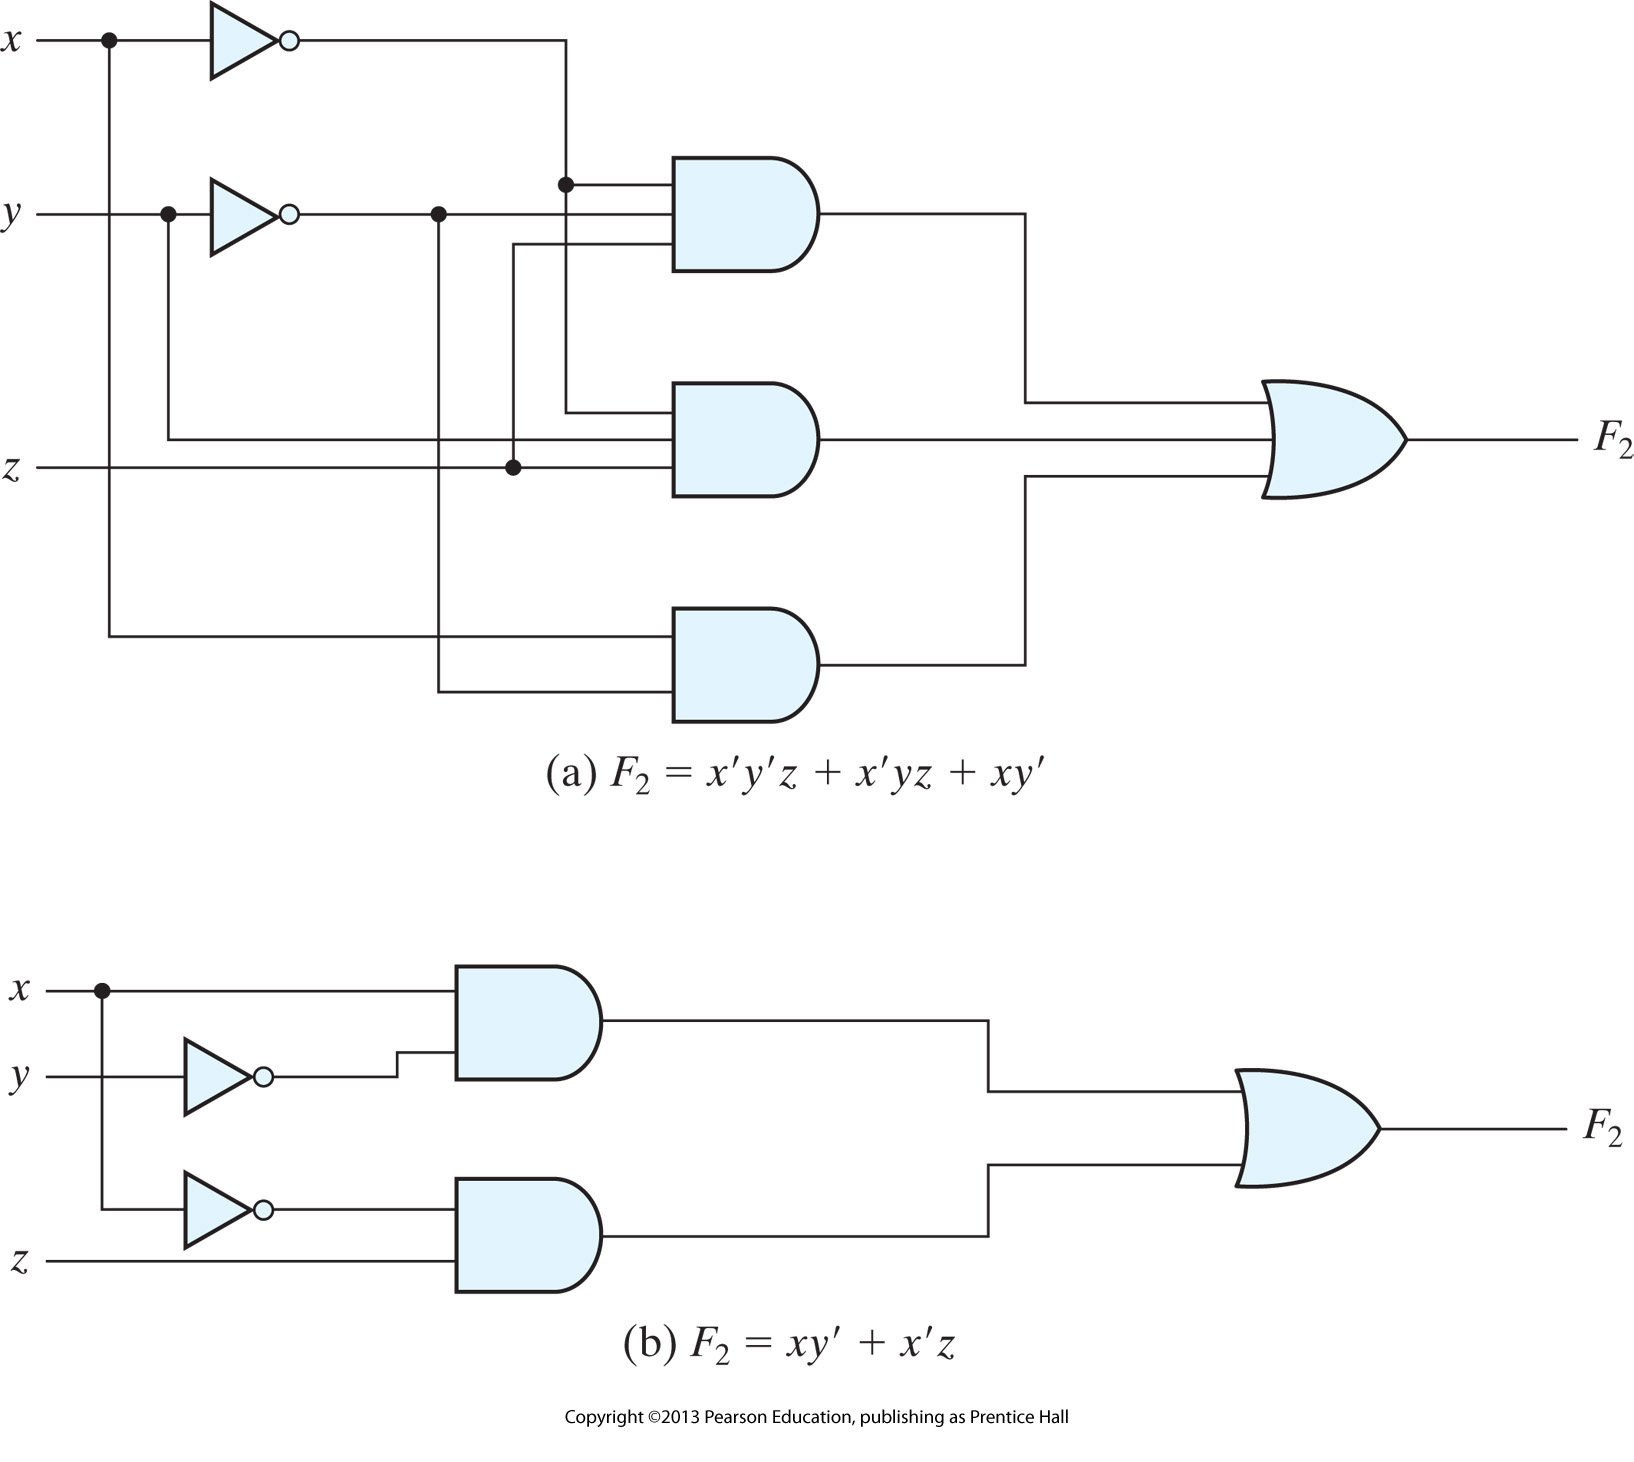 x
y
z
F₂
(a) F₂ = x′y′z + x′yz + xy′
x
y
z
F₂
(b) F₂ = xy′ + x′z
Copyright ©2013 Pearson Education, publishing as Prentice Hall